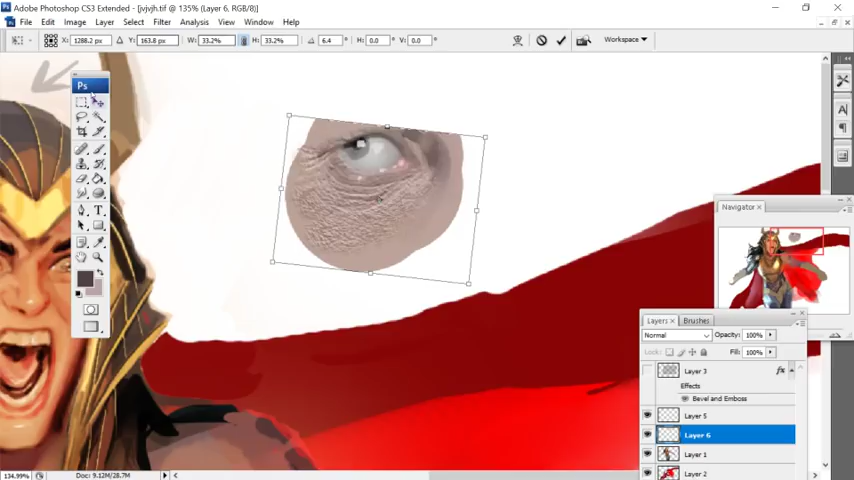 Adobe Photoshop CS3 Extended - [jvjvjh.tif @ 135% (Layer 6, RGB/8)]
File Edit Image Layer Select Filter Analysis View Window Help
X: 1288.2 px Y: 163.8 px W: 33.2% H: 33.2% 6.4 ° H: 0.0 ° V: 0.0 ° Workspace
Ps
Navigator
Layers Brushes
Normal Opacity: 100%
Lock: Fill: 100%
Layer 3 fx
Effects
Bevel and Emboss
Layer 5
Layer 6
Layer 1
Layer 2
134.99% Doc: 9.12M/28.7M